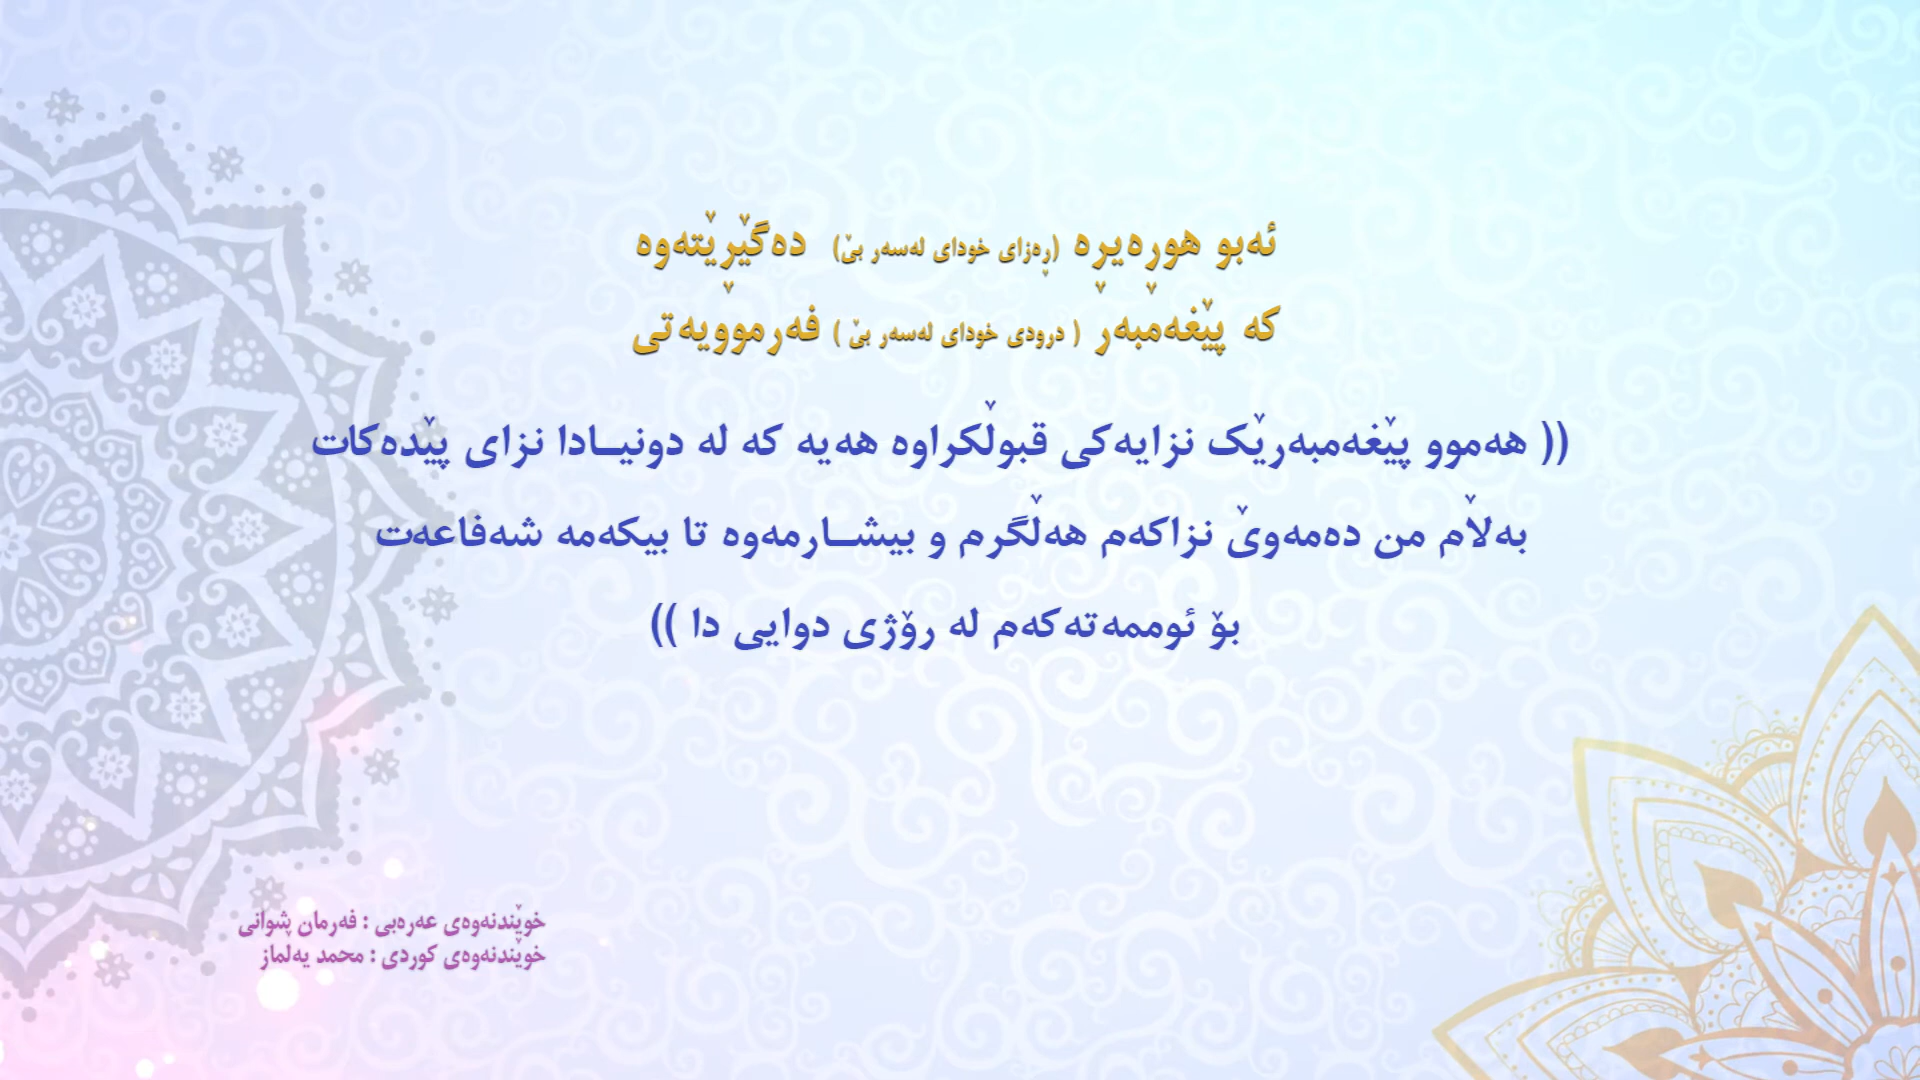 ئەبو هورەیرە (ڕەزای خودای لەسەر بێ) دەگێڕێتەوە
کە پێغەمبەر ( درودی خودای لەسەر بێ ) فەرموویەتی
(( هەموو پێغەمبەرێک نزایەکی قبوڵکراوە هەیە کە لە دونیـادا نزای پێدەکات
بەڵام من دەمەوێ نزاکەم هەڵگرم و بیشـارمەوە تا بیکەمە شەفاعەت
بۆ ئوممەتەکەم لە رۆژی دوایی دا ))
خوێندنەوەی عەرەبی : فەرمان پشوانی
خوێندنەوەی کوردی : محمد یەلماز